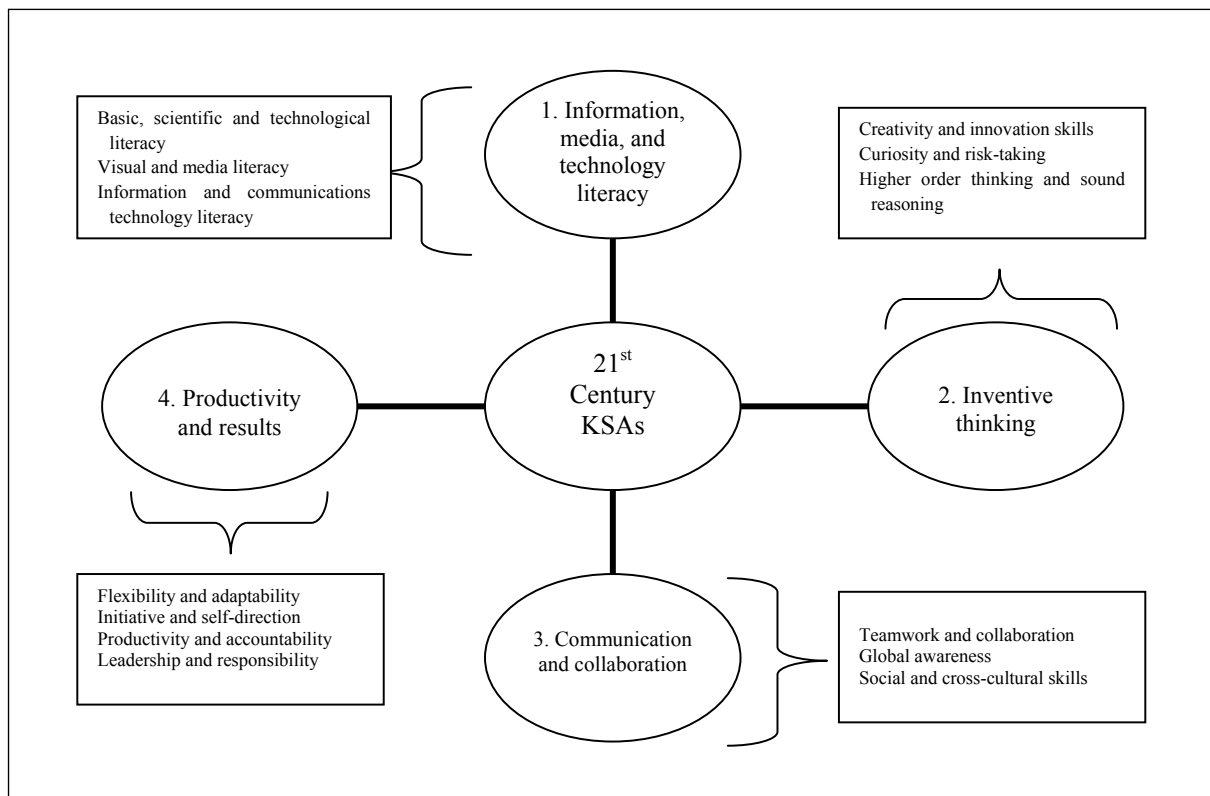 Basic, scientific and technological
literacy
Visual and media literacy
Information and communications
technology literacy
1. Information,
media, and
technology
literacy
Creativity and innovation skills
Curiosity and risk-taking
Higher order thinking and sound
reasoning
4. Productivity
and results
21st
Century
KSAs
2. Inventive
thinking
Flexibility and adaptability
Initiative and self-direction
Productivity and accountability
Leadership and responsibility
3. Communication
and collaboration
Teamwork and collaboration
Global awareness
Social and cross-cultural skills